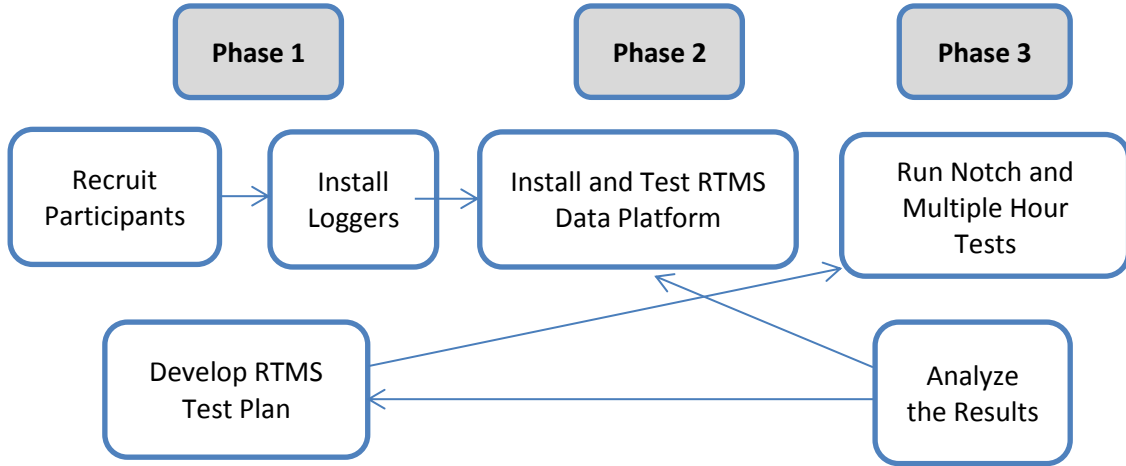 Phase 1
Phase 2
Phase 3
Recruit
Participants
Install
Loggers
Install and Test RTMS
Data Platform
Run Notch and
Multiple Hour
Tests
Develop RTMS
Test Plan
Analyze
the Results